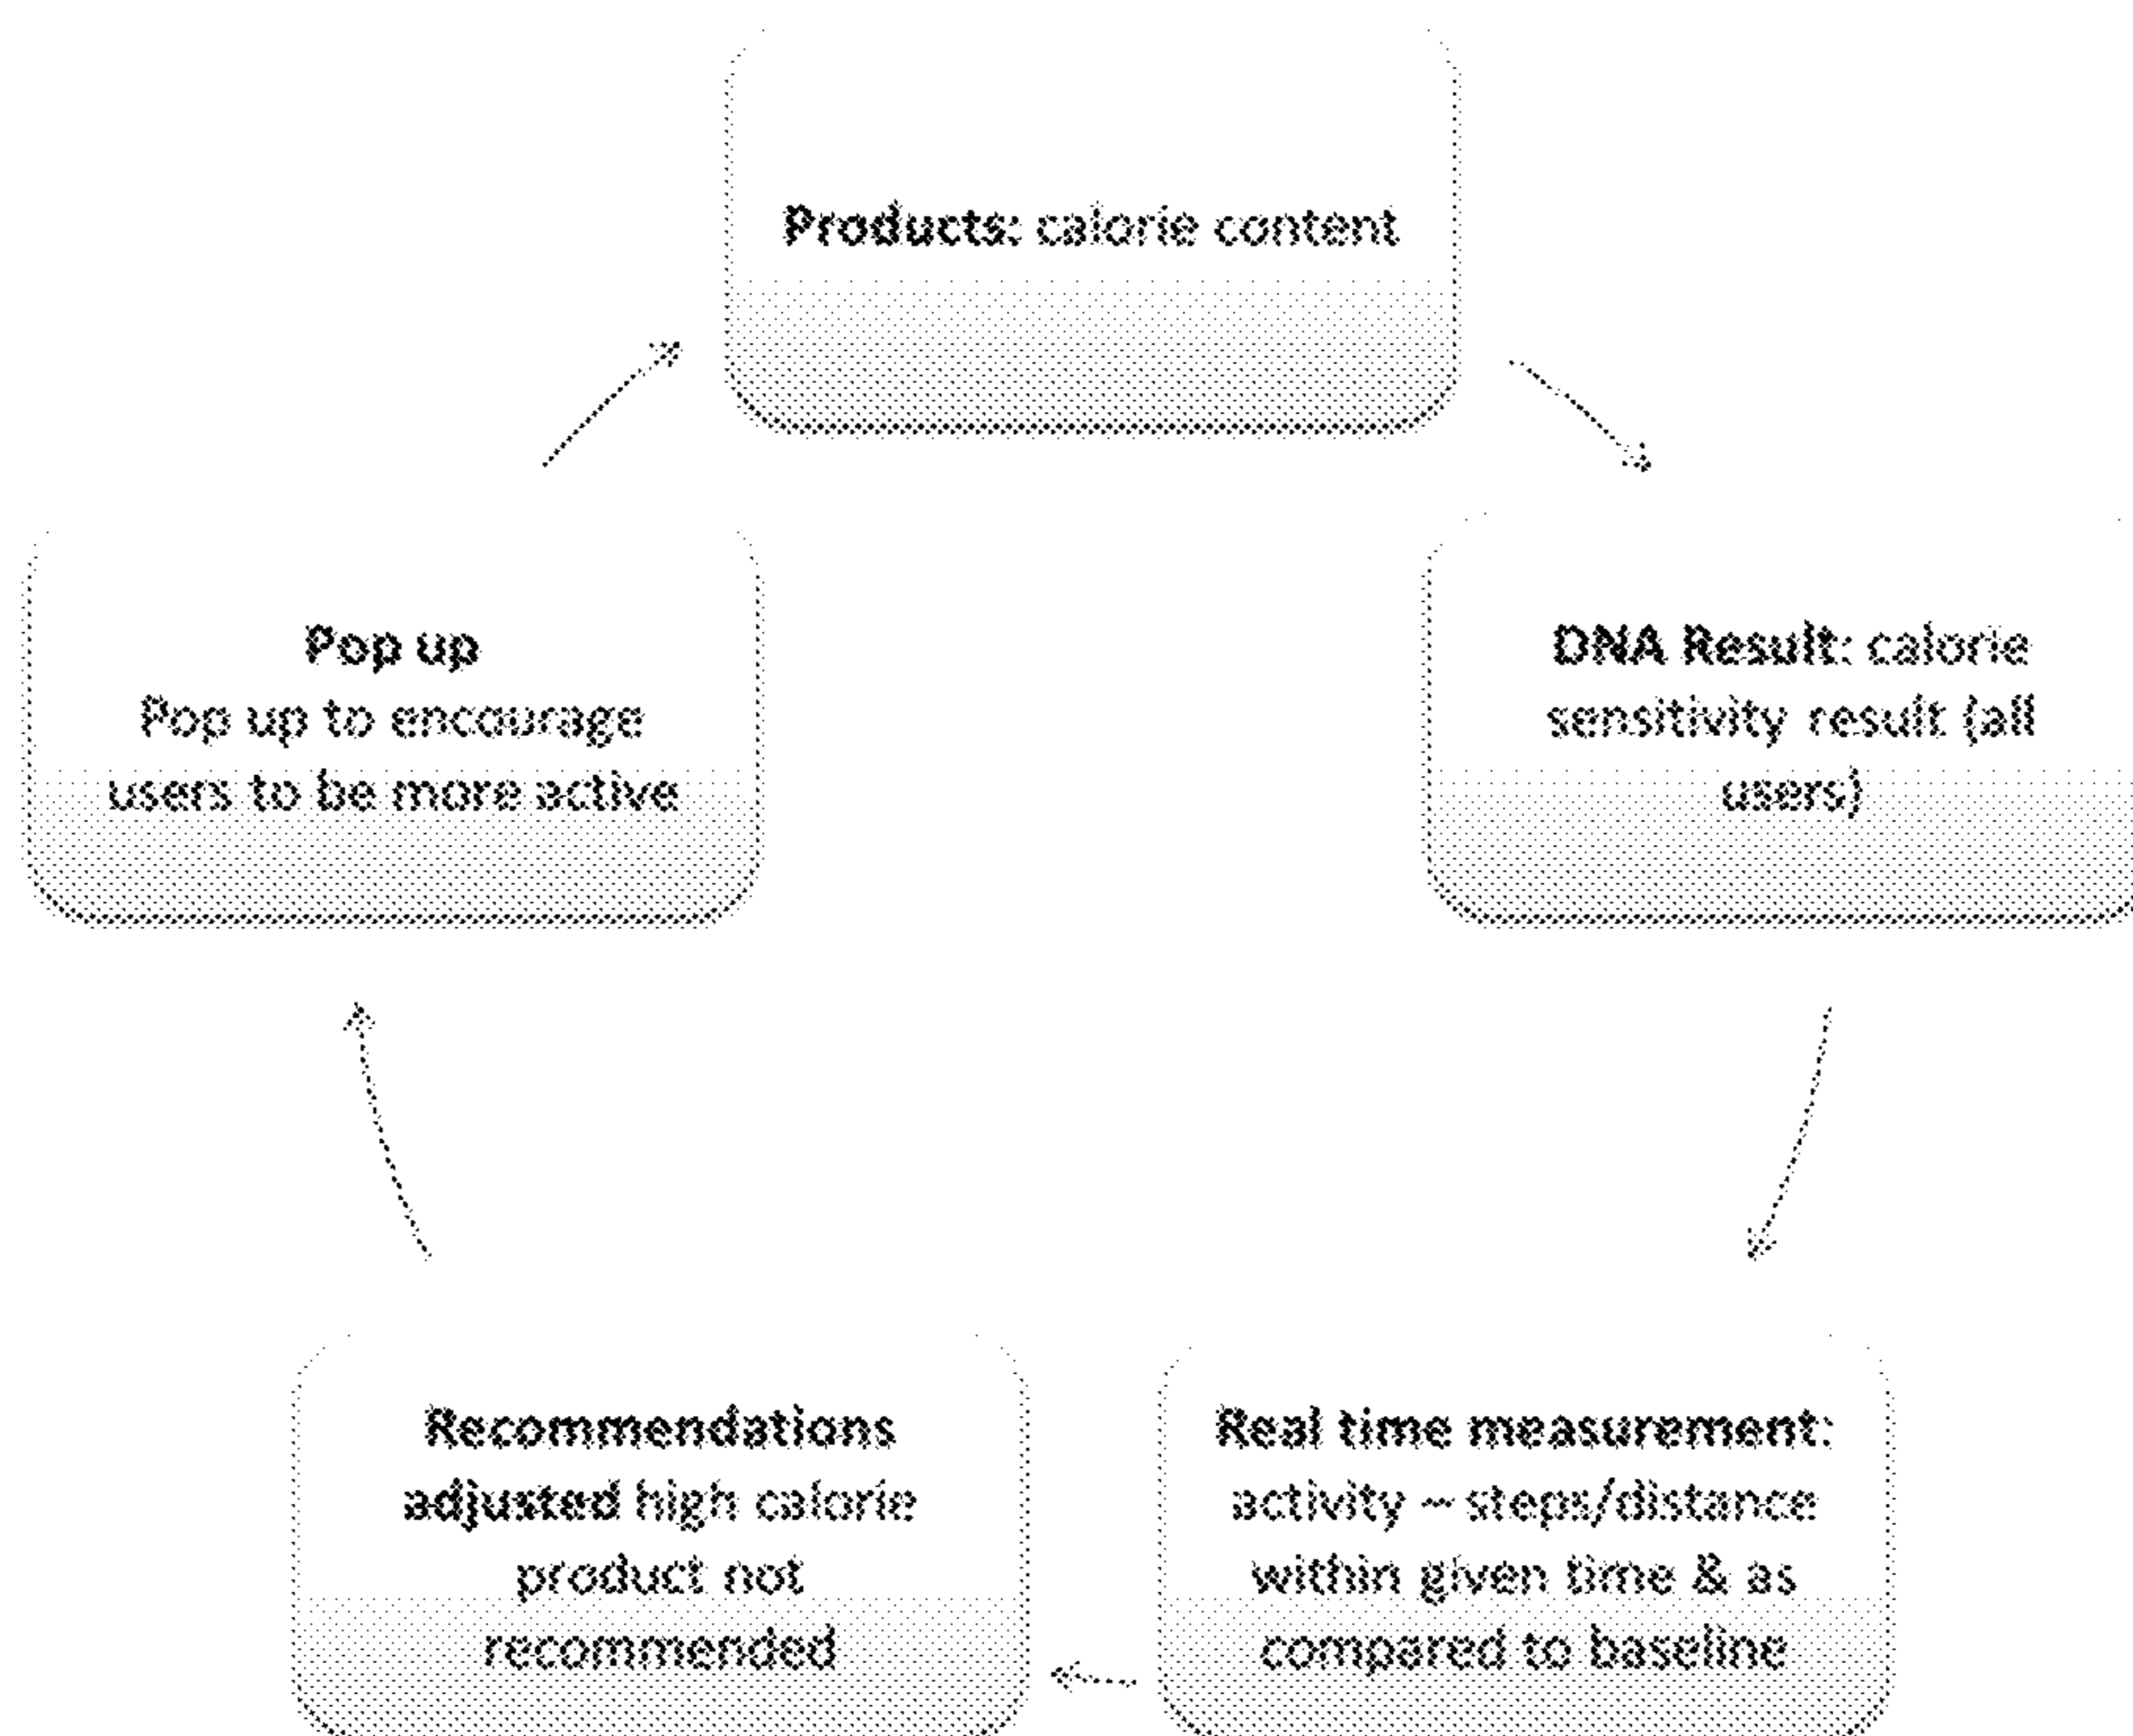 Products: calorie content
Pop up
Pop up to encourage
users to be more active
DNA Result: calorie
sensitivity result (all
users)
Recommendations
adjusted high calorie
product not
recommended
Real time measurement:
activity – steps/distance
within given time & as
compared to baseline